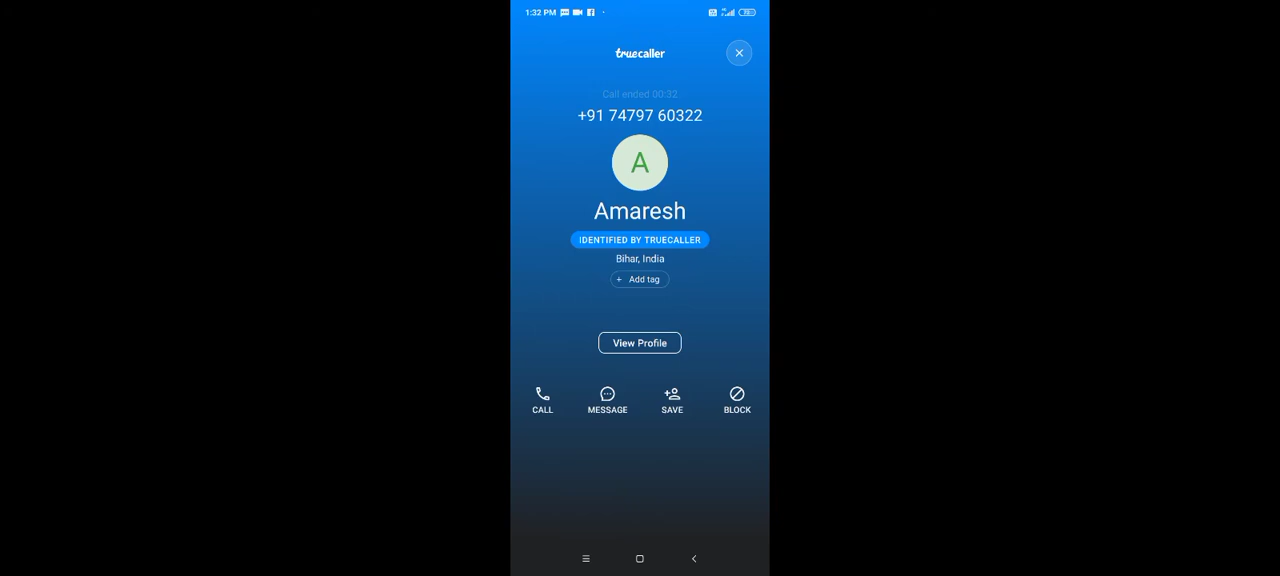 1:32 PM
truecaller
Call ended 00:32
+91 74797 60322
A
Amaresh
IDENTIFIED BY TRUECALLER
Bihar, India
+ Add tag
View Profile
CALL MESSAGE SAVE BLOCK